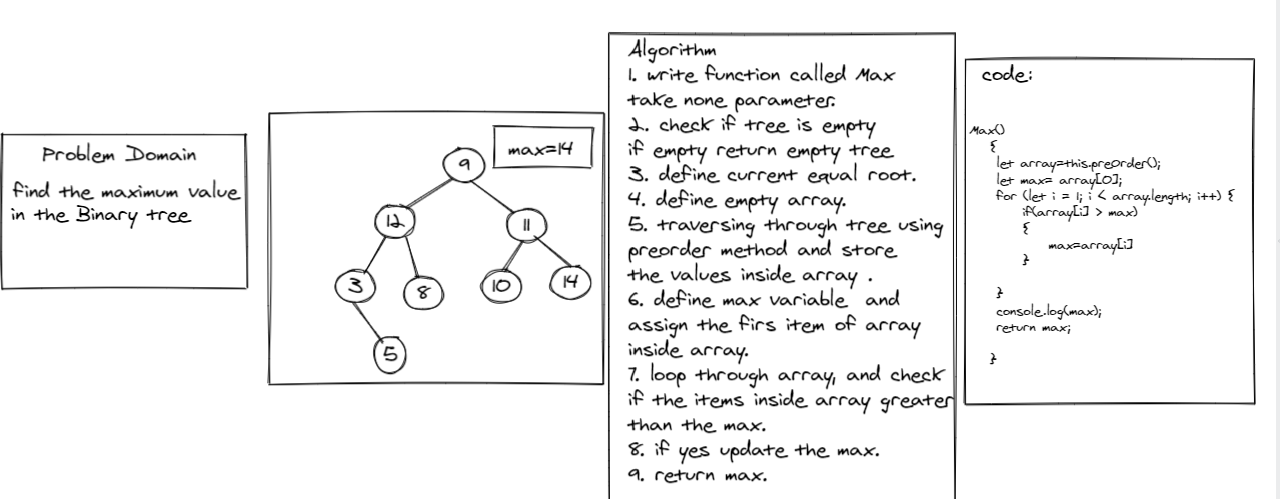 Problem Domain
find the maximum value
in the Binary tree
max=14
9
12
11
3
8
10
14
5
Algorithm
1. write function called Max
take none parameter.
2. check if tree is empty
if empty return empty tree
3. define current equal root.
4. define empty array.
5. traversing through tree using
preorder method and store
the values inside array .
6. define max variable and
assign the firs item of array
inside array.
7. loop through array, and check
if the items inside array greater
than the max.
8. if yes update the max.
9. return max.
code:
Max()
{
let array=this.preOrder();
let max= array[0];
for (let i = 1; i < array.length; i++) {
if(array[i] > max)
{
max=array[i]
}
}
console.log(max);
return max;
}